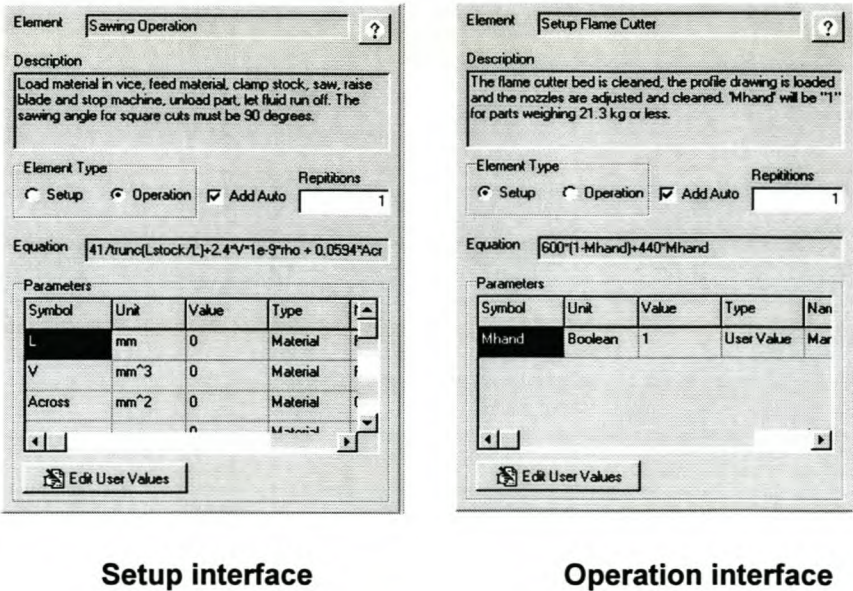 Element Sawing Operation ?
Description
Load material in vice, feed material, clamp stock, saw, raise
blade and stop machine, unload part, let fluid run off. The
sawing angle for square cuts must be 90 degrees.
Element Type
Repititions
Setup Operation Add Auto 1
Equation 41/trunc(Lstock/L)+2.4*V*1e-9*rho + 0.0594*Acr
Parameters
Symbol Unit Value Type
L mm 0 Material
V mm^3 0 Material
Across mm^2 0 Material
0 Material
Edit User Values
Setup interface
Element Setup Flame Cutter ?
Description
The flame cutter bed is cleaned, the profile drawing is loaded
and the nozzles are adjusted and cleaned. 'Mhand' will be "1"
for parts weighing 21.3 kg or less.
Element Type
Repititions
Setup Operation Add Auto 1
Equation 600*(1-Mhand)+440*Mhand
Parameters
Symbol Unit Value Type Nan
Mhand Boolean 1 User Value Mar
Edit User Values
Operation interface